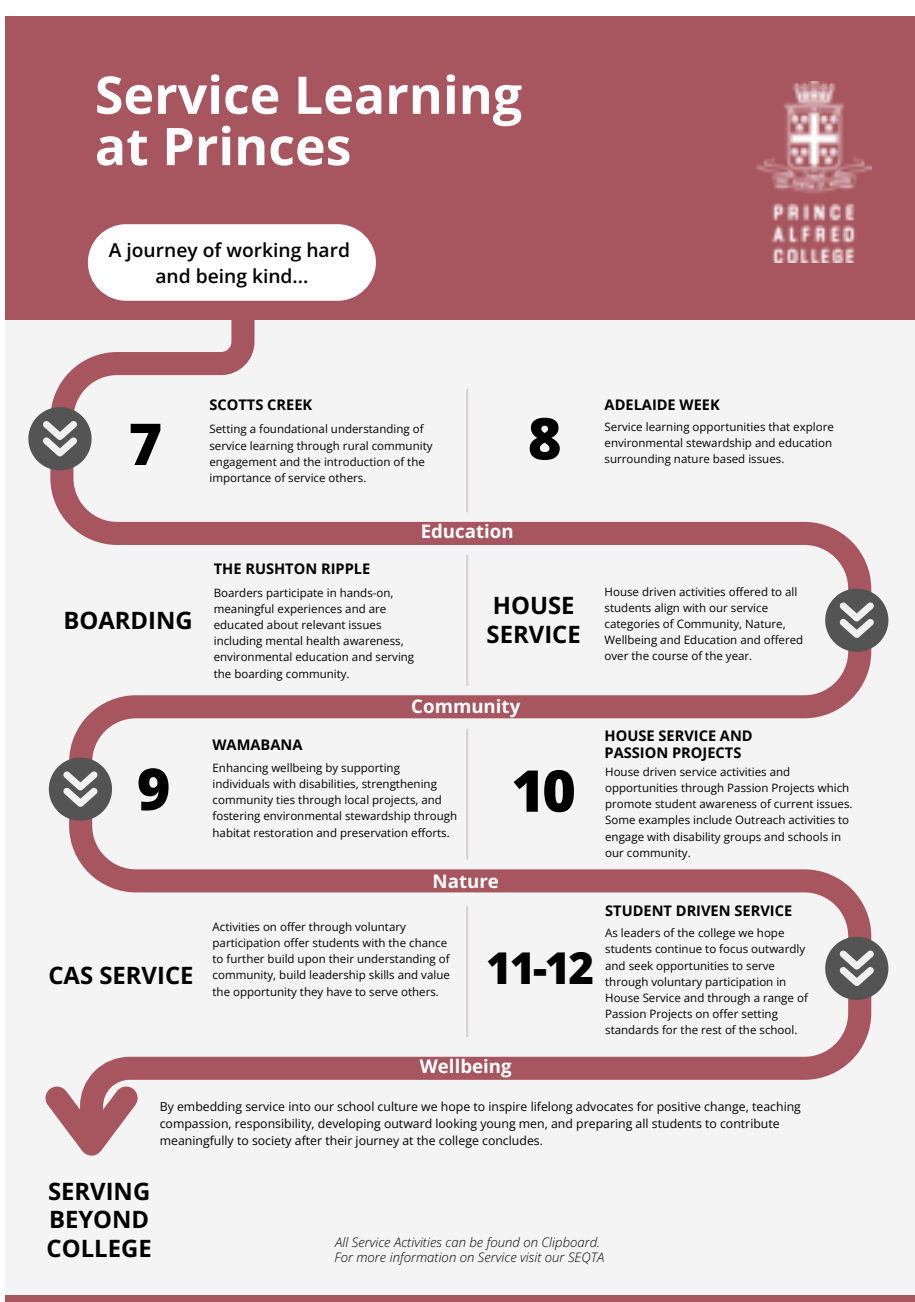 Service Learning
at Princes
PRINCE
ALFRED
COLLEGE
A journey of working hard
and being kind...
7
SCOTTS CREEK
Setting a foundational understanding of
service learning through rural community
engagement and the introduction of the
importance of service others.
8
ADELAIDE WEEK
Service learning opportunities that explore
environmental stewardship and education
surrounding nature based issues.
Education
BOARDING
THE RUSHTON RIPPLE
Boarders participate in hands-on,
meaningful experiences and are
educated about relevant issues
including mental health awareness,
environmental education and serving
the boarding community.
HOUSE
SERVICE
House driven activities offered to all
students align with our service
categories of Community, Nature,
Wellbeing and Education and offered
over the course of the year.
Community
9
WAMABANA
Enhancing wellbeing by supporting
individuals with disabilities, strengthening
community ties through local projects, and
fostering environmental stewardship through
habitat restoration and preservation efforts.
10
HOUSE SERVICE AND
PASSION PROJECTS
House driven service activities and
opportunities through Passion Projects which
promote student awareness of current issues.
Some examples include Outreach activities to
engage with disability groups and schools in
our community.
Nature
CAS SERVICE
Activities on offer through voluntary
participation offer students with the chance
to further build upon their understanding of
community, build leadership skills and value
the opportunity they have to serve others.
11-12
STUDENT DRIVEN SERVICE
As leaders of the college we hope
students continue to focus outwardly
and seek opportunities to serve
through voluntary participation in
House Service and through a range of
Passion Projects on offer setting
standards for the rest of the school.
Wellbeing
By embedding service into our school culture we hope to inspire lifelong advocates for positive change, teaching
compassion, responsibility, developing outward looking young men, and preparing all students to contribute
meaningfully to society after their journey at the college concludes.
SERVING
BEYOND
COLLEGE
All Service Activities can be found on Clipboard.
For more information on Service visit our SEQTA